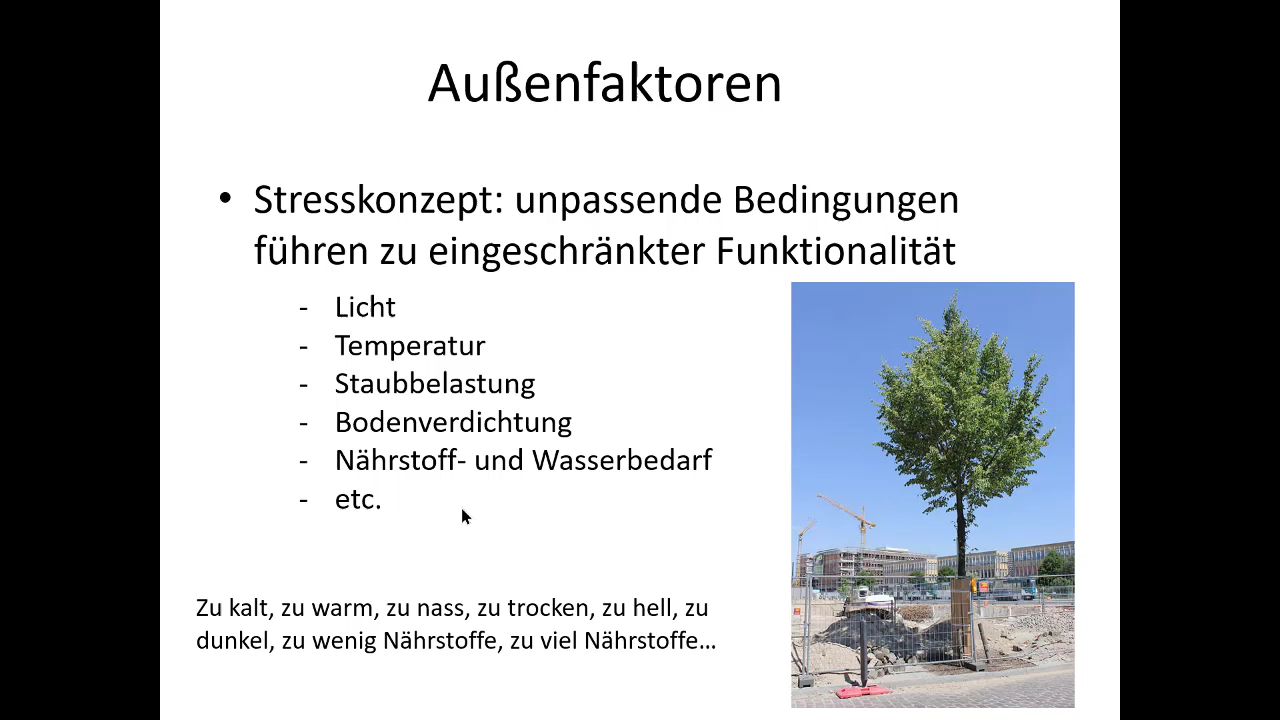 Außenfaktoren
• Stresskonzept: unpassende Bedingungen
führen zu eingeschränkter Funktionalität
- Licht
- Temperatur
- Staubbelastung
- Bodenverdichtung
- Nährstoff- und Wasserbedarf
- etc.
Zu kalt, zu warm, zu nass, zu trocken, zu hell, zu
dunkel, zu wenig Nährstoffe, zu viel Nährstoffe…